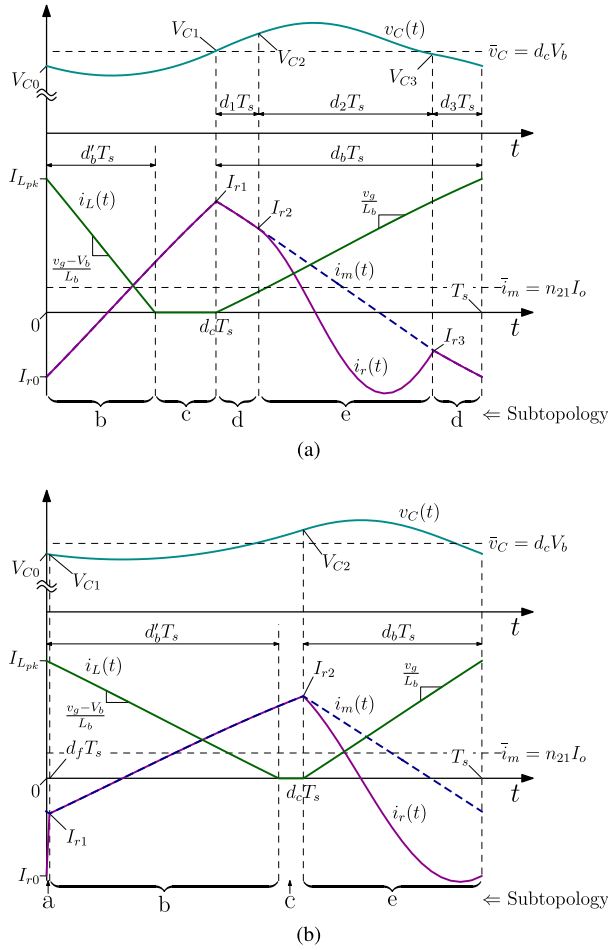 V_{C1}
v_C(t)
V_{C2}
\bar{v}_C = d_c V_b
V_{C0}
V_{C3}
d_1T_s
d_2T_s
d_3T_s
t
d'_bT_s
d_bT_s
I_{L_{pk}}
i_L(t)
I_{r1}
I_{r2}
\frac{v_g}{L_b}
\frac{v_g-V_b}{L_b}
i_m(t)
T_s
\bar{i}_m = n_{21}I_o
0
d_cT_s
t
I_{r3}
I_{r0}
i_r(t)
b c d e d
⇐ Subtopology
(a)
v_C(t)
\bar{v}_C = d_c V_b
V_{C0}
V_{C1}
V_{C2}
t
d'_bT_s
d_bT_s
I_{L_{pk}}
i_L(t)
I_{r2}
\frac{v_g}{L_b}
\frac{v_g-V_b}{L_b}
i_m(t)
d_fT_s
T_s
\bar{i}_m = n_{21}I_o
0
d_cT_s
t
I_{r1}
i_r(t)
I_{r0}
a b c e
⇐ Subtopology
(b)